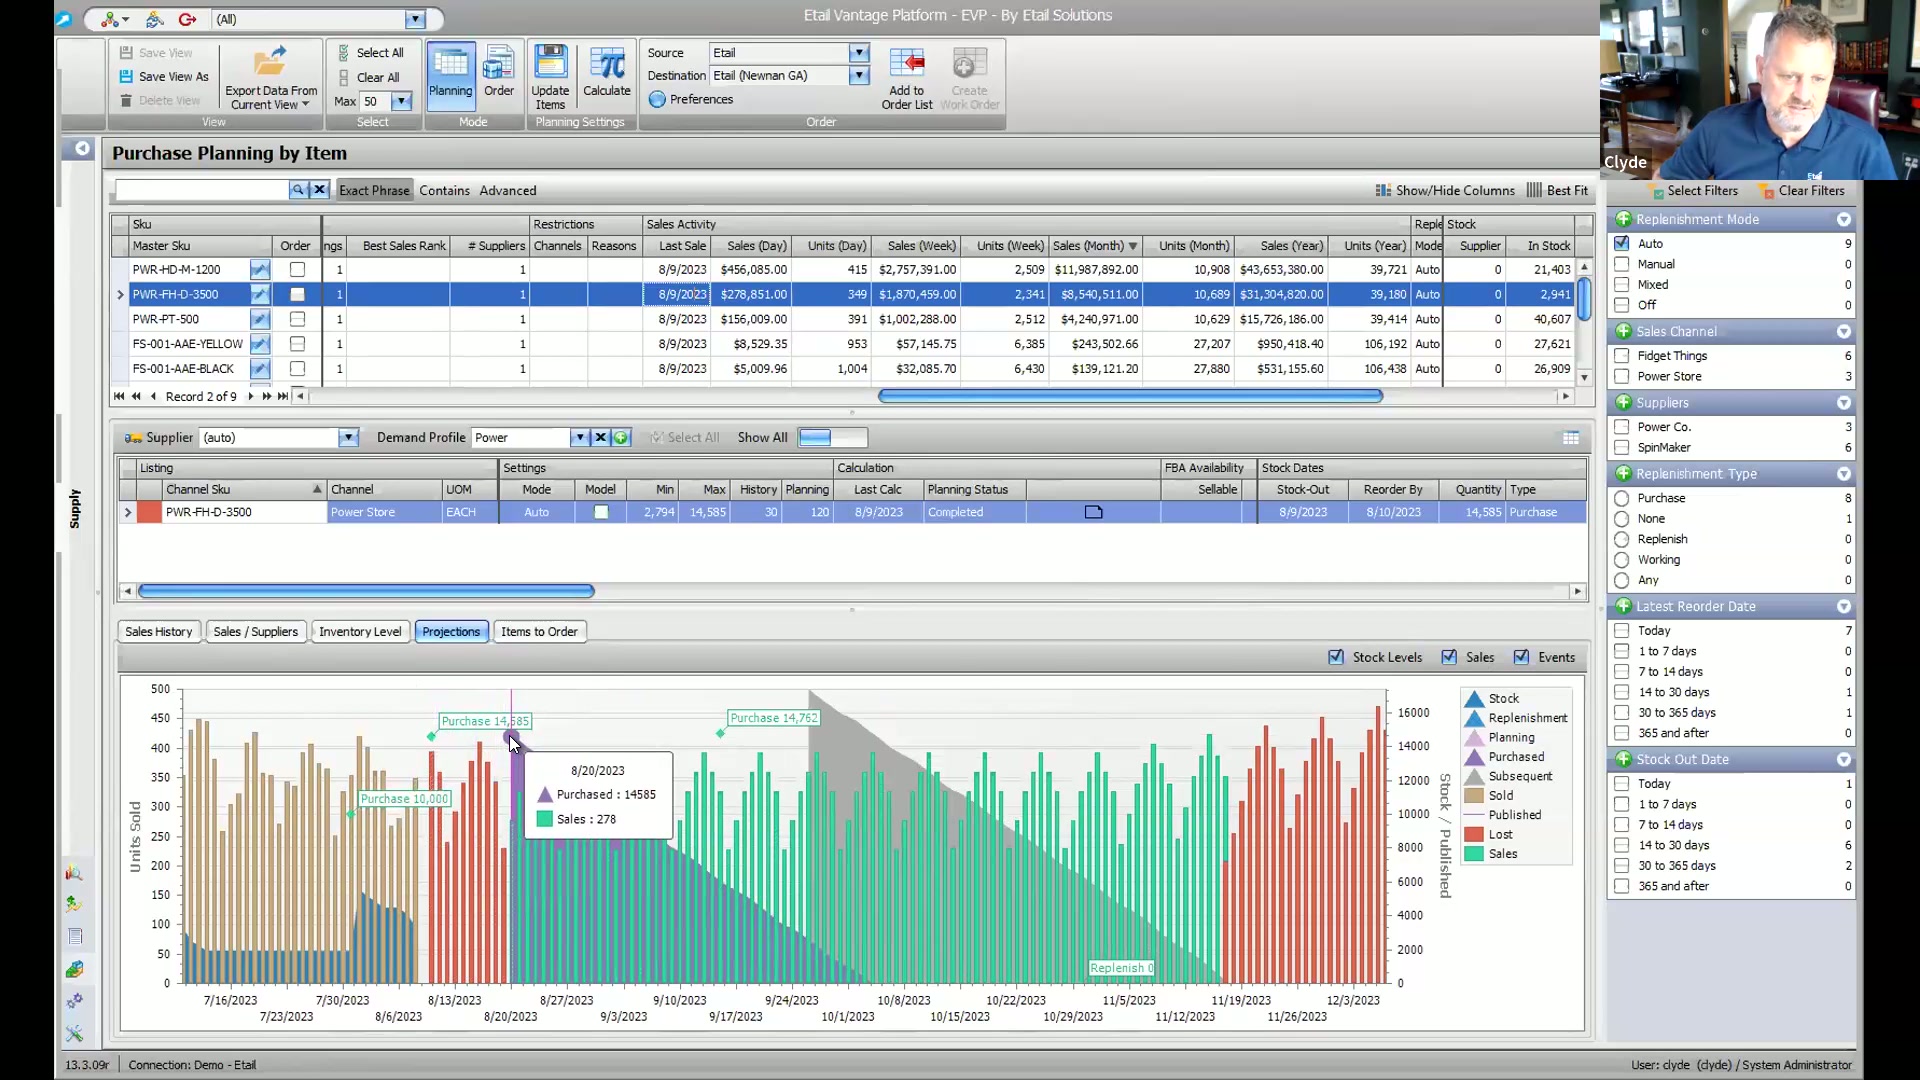 (All)
Etail Vantage Platform - EVP - By Etail Solutions
Save View
Save View As
Delete View
Export Data From Current View
View
Select All
Clear All
Max 50
Select
Planning
Order
Mode
Update Items
Calculate
Planning Settings
Source Etail
Destination Etail (Newnan GA)
Preferences
Add to Order List
Create Work Order
Order
Clyde
Purchase Planning by Item
Exact Phrase Contains Advanced
Show/Hide Columns Best Fit
Sku Restrictions Sales Activity Reple Stock
Master Sku Order ngs Best Sales Rank # Suppliers Channels Reasons Last Sale Sales (Day) Units (Day) Sales (Week) Units (Week) Sales (Month) Units (Month) Sales (Year) Units (Year) Mode Supplier In Stock
PWR-HD-M-1200 1 1 8/9/2023 $456,085.00 415 $2,757,391.00 2,509 $11,987,892.00 10,908 $43,653,380.00 39,721 Auto 0 21,403
PWR-FH-D-3500 1 1 8/9/2023 $278,851.00 349 $1,870,459.00 2,341 $8,540,511.00 10,689 $31,304,820.00 39,180 Auto 0 2,941
PWR-PT-500 1 1 8/9/2023 $156,009.00 391 $1,002,288.00 2,512 $4,240,971.00 10,629 $15,726,186.00 39,414 Auto 0 40,607
FS-001-AAE-YELLOW 1 1 8/9/2023 $8,529.35 953 $57,145.75 6,385 $243,502.66 27,207 $950,418.40 106,192 Auto 0 27,621
FS-001-AAE-BLACK 1 1 8/9/2023 $5,009.96 1,004 $32,085.70 6,430 $139,121.20 27,880 $531,155.60 106,438 Auto 0 26,909
Record 2 of 9
Supplier (auto) Demand Profile Power Select All Show All
Listing Settings Calculation FBA Availability Stock Dates
Channel Sku Channel UOM Mode Model Min Max History Planning Last Calc Planning Status Sellable Stock-Out Reorder By Quantity Type
PWR-FH-D-3500 Power Store EACH Auto 2,794 14,585 30 120 8/9/2023 Completed 8/9/2023 8/10/2023 14,585 Purchase
Supply
Sales History Sales / Suppliers Inventory Level Projections Items to Order
Stock Levels Sales Events
Units Sold
500
450
400
350
300
250
200
150
100
50
0
Purchase 10,000
Purchase 14,585
Purchase 14,762
Replenish 0
8/20/2023
Purchased : 14585
Sales : 278
16000
14000
12000
10000
8000
6000
4000
2000
0
Stock / Published
7/16/2023 7/30/2023 8/13/2023 8/27/2023 9/10/2023 9/24/2023 10/8/2023 10/22/2023 11/5/2023 11/19/2023 12/3/2023
7/23/2023 8/6/2023 8/20/2023 9/3/2023 9/17/2023 10/1/2023 10/15/2023 10/29/2023 11/12/2023 11/26/2023
Stock
Replenishment
Planning
Purchased
Subsequent
Sold
Published
Lost
Sales
Select Filters Clear Filters
Replenishment Mode
Auto 9
Manual 0
Mixed 0
Off 0
Sales Channel
Fidget Things 6
Power Store 3
Suppliers
Power Co. 3
SpinMaker 6
Replenishment Type
Purchase 8
None 1
Replenish 0
Working 0
Any 0
Latest Reorder Date
Today 7
1 to 7 days 0
7 to 14 days 0
14 to 30 days 1
30 to 365 days 1
365 and after 0
Stock Out Date
Today 1
1 to 7 days 0
7 to 14 days 0
14 to 30 days 6
30 to 365 days 2
365 and after 0
13.3.09r Connection: Demo - Etail
User: clyde (clyde) / System Administrator